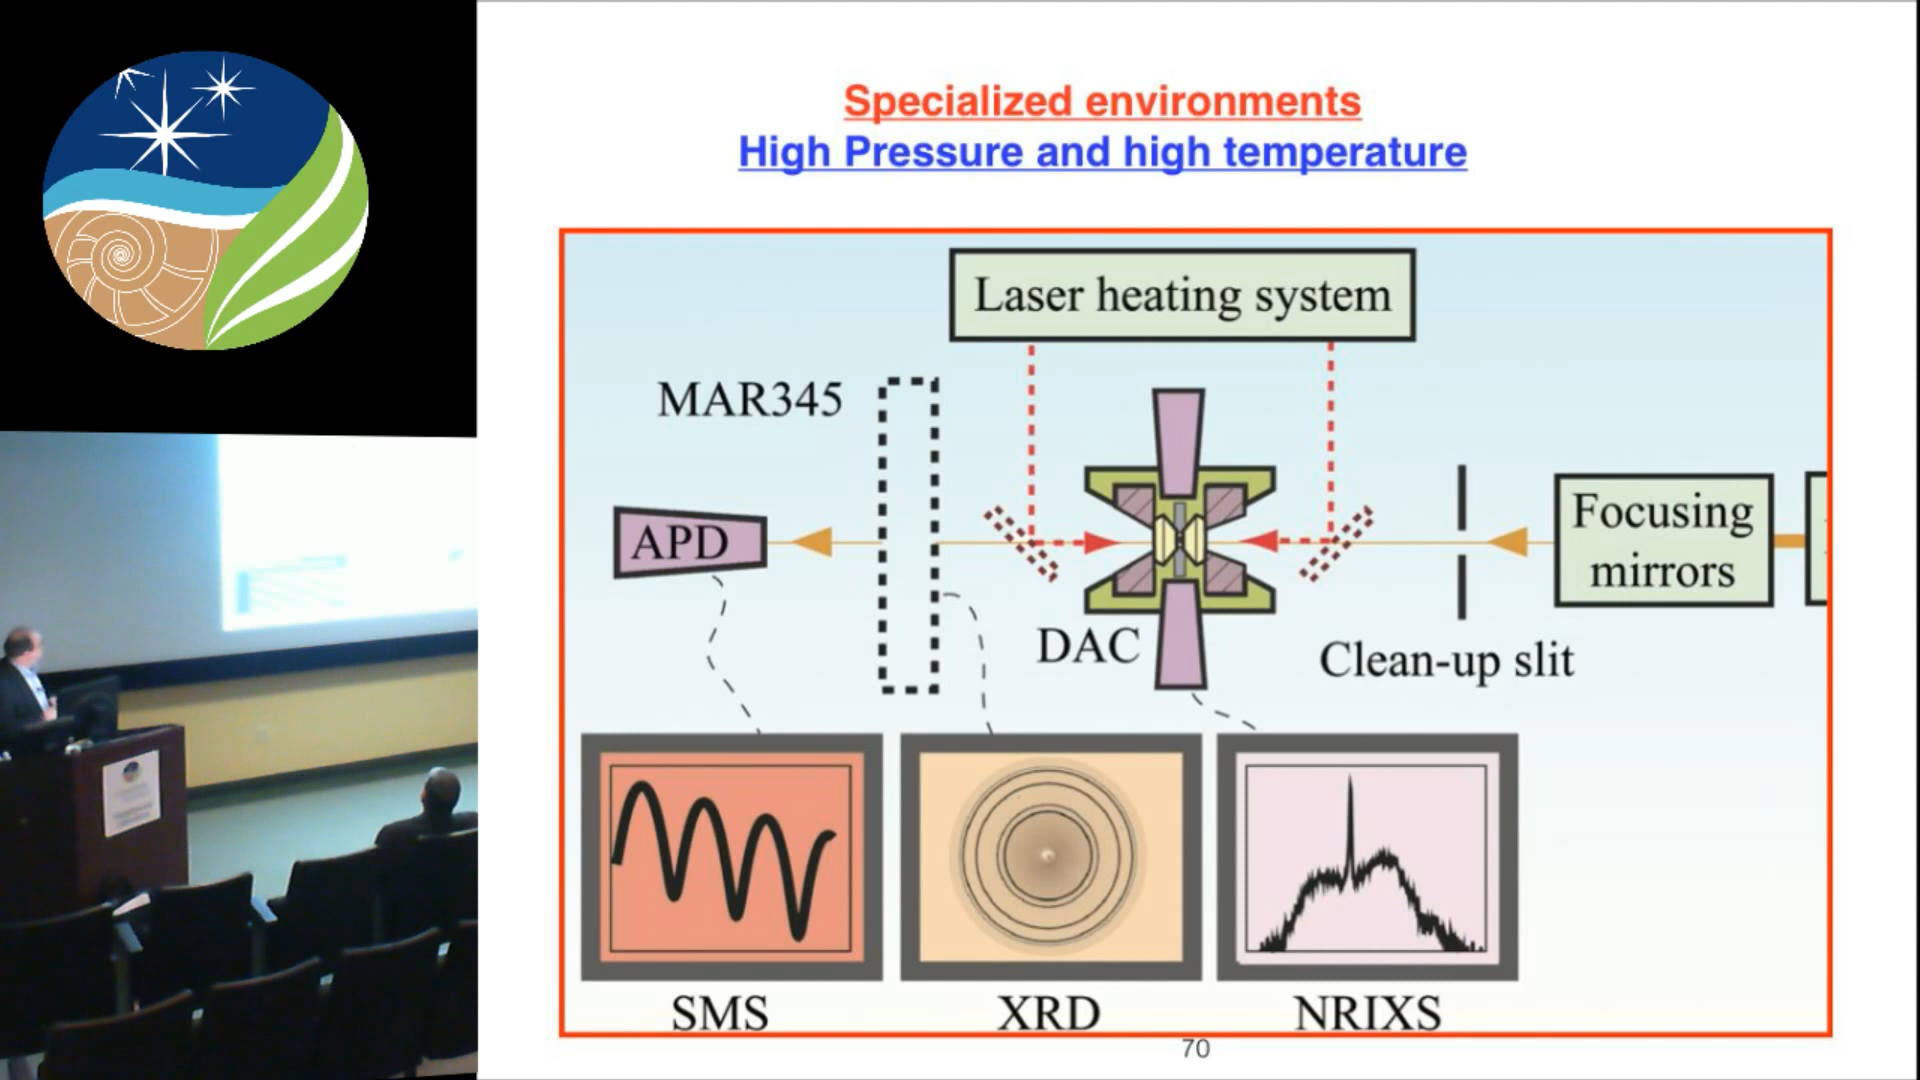 Specialized environments
High Pressure and high temperature
Laser heating system
MAR345
APD
Focusing
mirrors
DAC
Clean-up slit
SMS
XRD
NRIXS
70